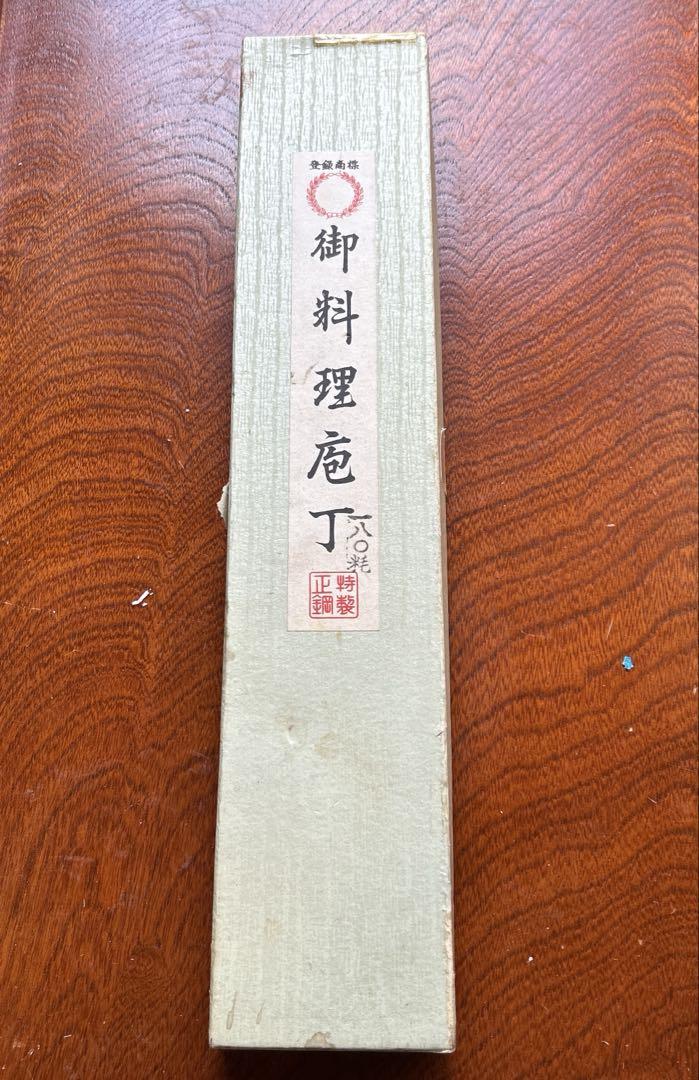 登録商標
御料理庖丁
一八〇粍
特製
正鋼